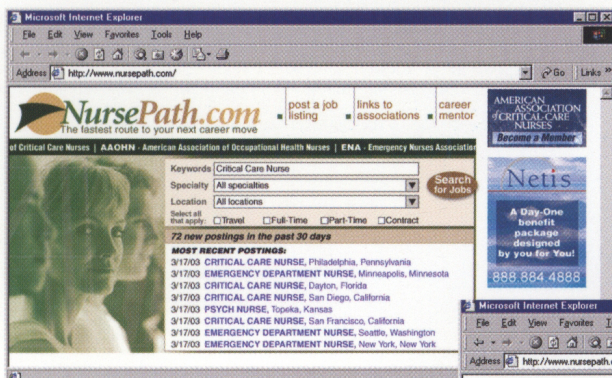 Microsoft Internet Explorer
File Edit View Favorites Tools Help
Address http://www.nursepath.com/ Go Links »
NursePath.com
The fastest route to your next career move
post a job listing
links to associations
career mentor
of Critical Care Nurses | AAOHN - American Association of Occupational Health Nurses | ENA - Emergency Nurses Association
Keywords Critical Care Nurse
Specialty All specialties
Location All locations
Search for Jobs
Select all that apply: Travel Full-Time Part-Time Contract
72 new postings in the past 30 days
MOST RECENT POSTINGS:
3/17/03 CRITICAL CARE NURSE, Philadelphia, Pennsylvania
3/17/03 EMERGENCY DEPARTMENT NURSE, Minneapolis, Minnesota
3/17/03 CRITICAL CARE NURSE, Dayton, Florida
3/17/03 CRITICAL CARE NURSE, San Diego, California
3/17/03 PSYCH NURSE, Topeka, Kansas
3/17/03 CRITICAL CARE NURSE, San Francisco, California
3/17/03 EMERGENCY DEPARTMENT NURSE, Seattle, Washington
3/17/03 EMERGENCY DEPARTMENT NURSE, New York, New York
AMERICAN
ASSOCIATION
of CRITICAL-CARE
NURSES
Become a Member
Netis
A Day-One
benefit
package
designed
by you for You!
888.884 4888
Microsoft Internet Explorer
File Edit View Favorites
Address http://www.nursepath.